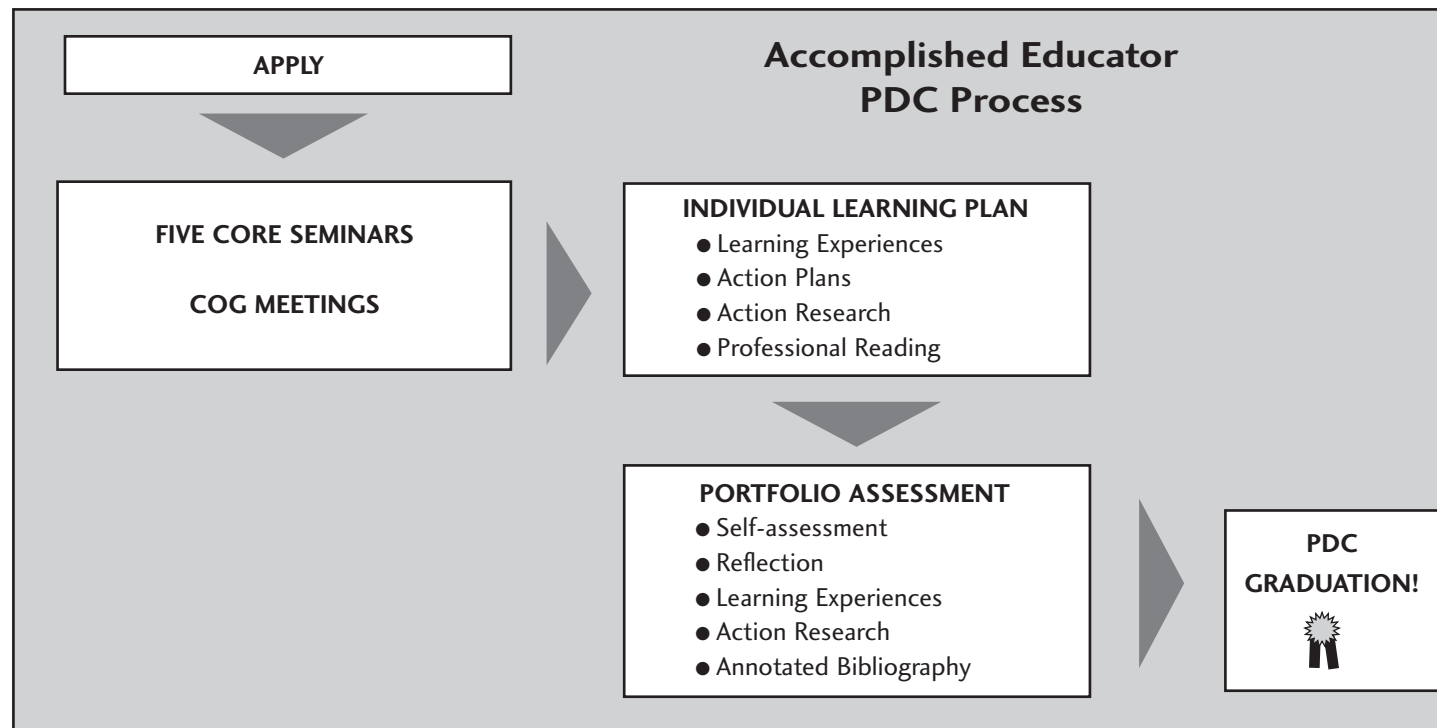 APPLY
Accomplished Educator
PDC Process
FIVE CORE SEMINARS
COG MEETINGS
INDIVIDUAL LEARNING PLAN
● Learning Experiences
● Action Plans
● Action Research
● Professional Reading
PORTFOLIO ASSESSMENT
● Self-assessment
● Reflection
● Learning Experiences
● Action Research
● Annotated Bibliography
PDC
GRADUATION!